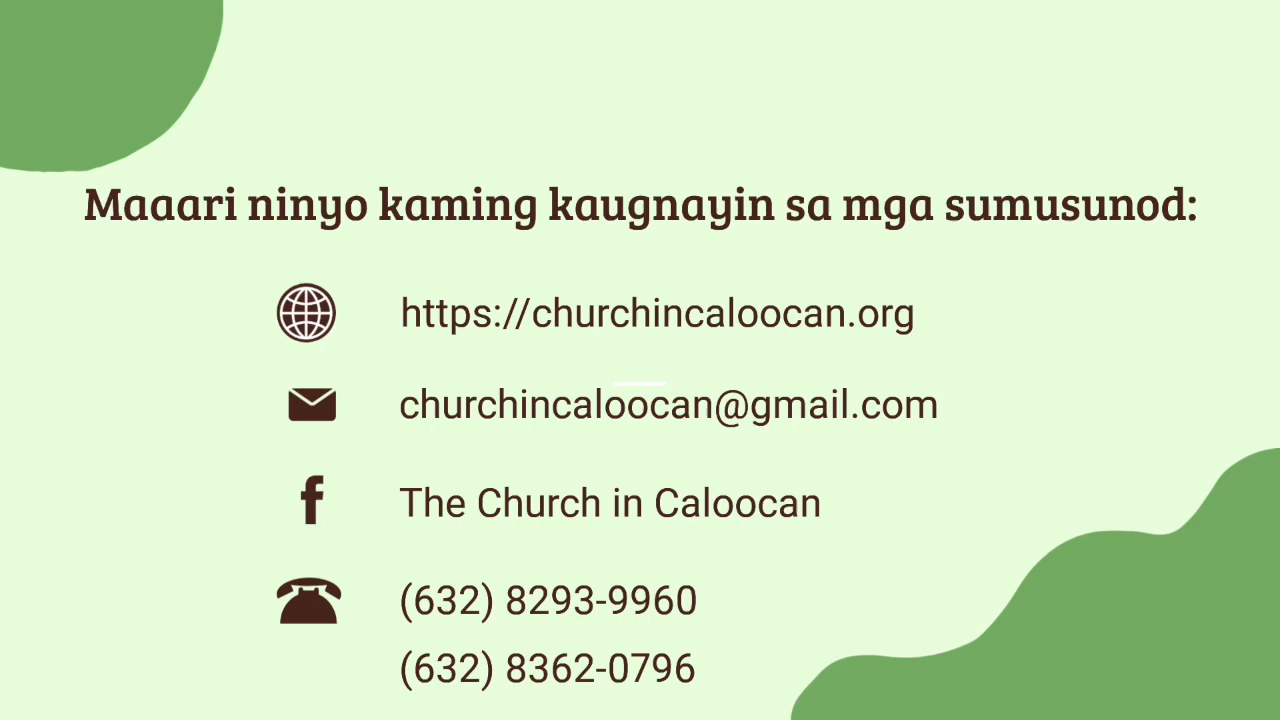 Maaari ninyo kaming kaugnayin sa mga sumusunod:
https://churchincaloocan.org
churchincaloocan@gmail.com
The Church in Caloocan
(632) 8293-9960
(632) 8362-0796